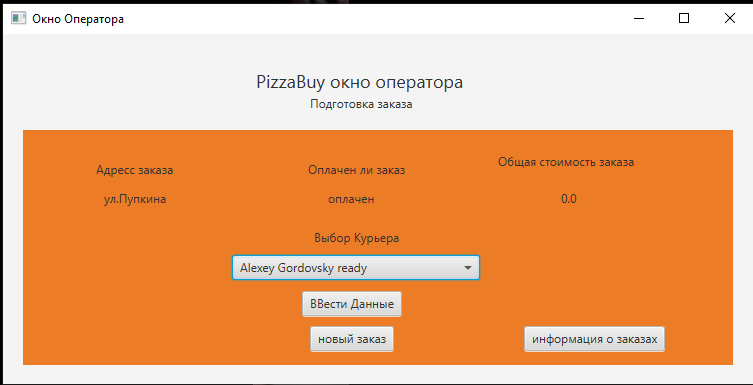 Окно Оператора
PizzaBuy окно оператора
Подготовка заказа
Адресс заказа
Оплачен ли заказ
Общая стоимость заказа
ул.Пупкина
оплачен
0.0
Выбор Курьера
Alexey Gordovsky ready
ВВести Данные
новый заказ
информация о заказах